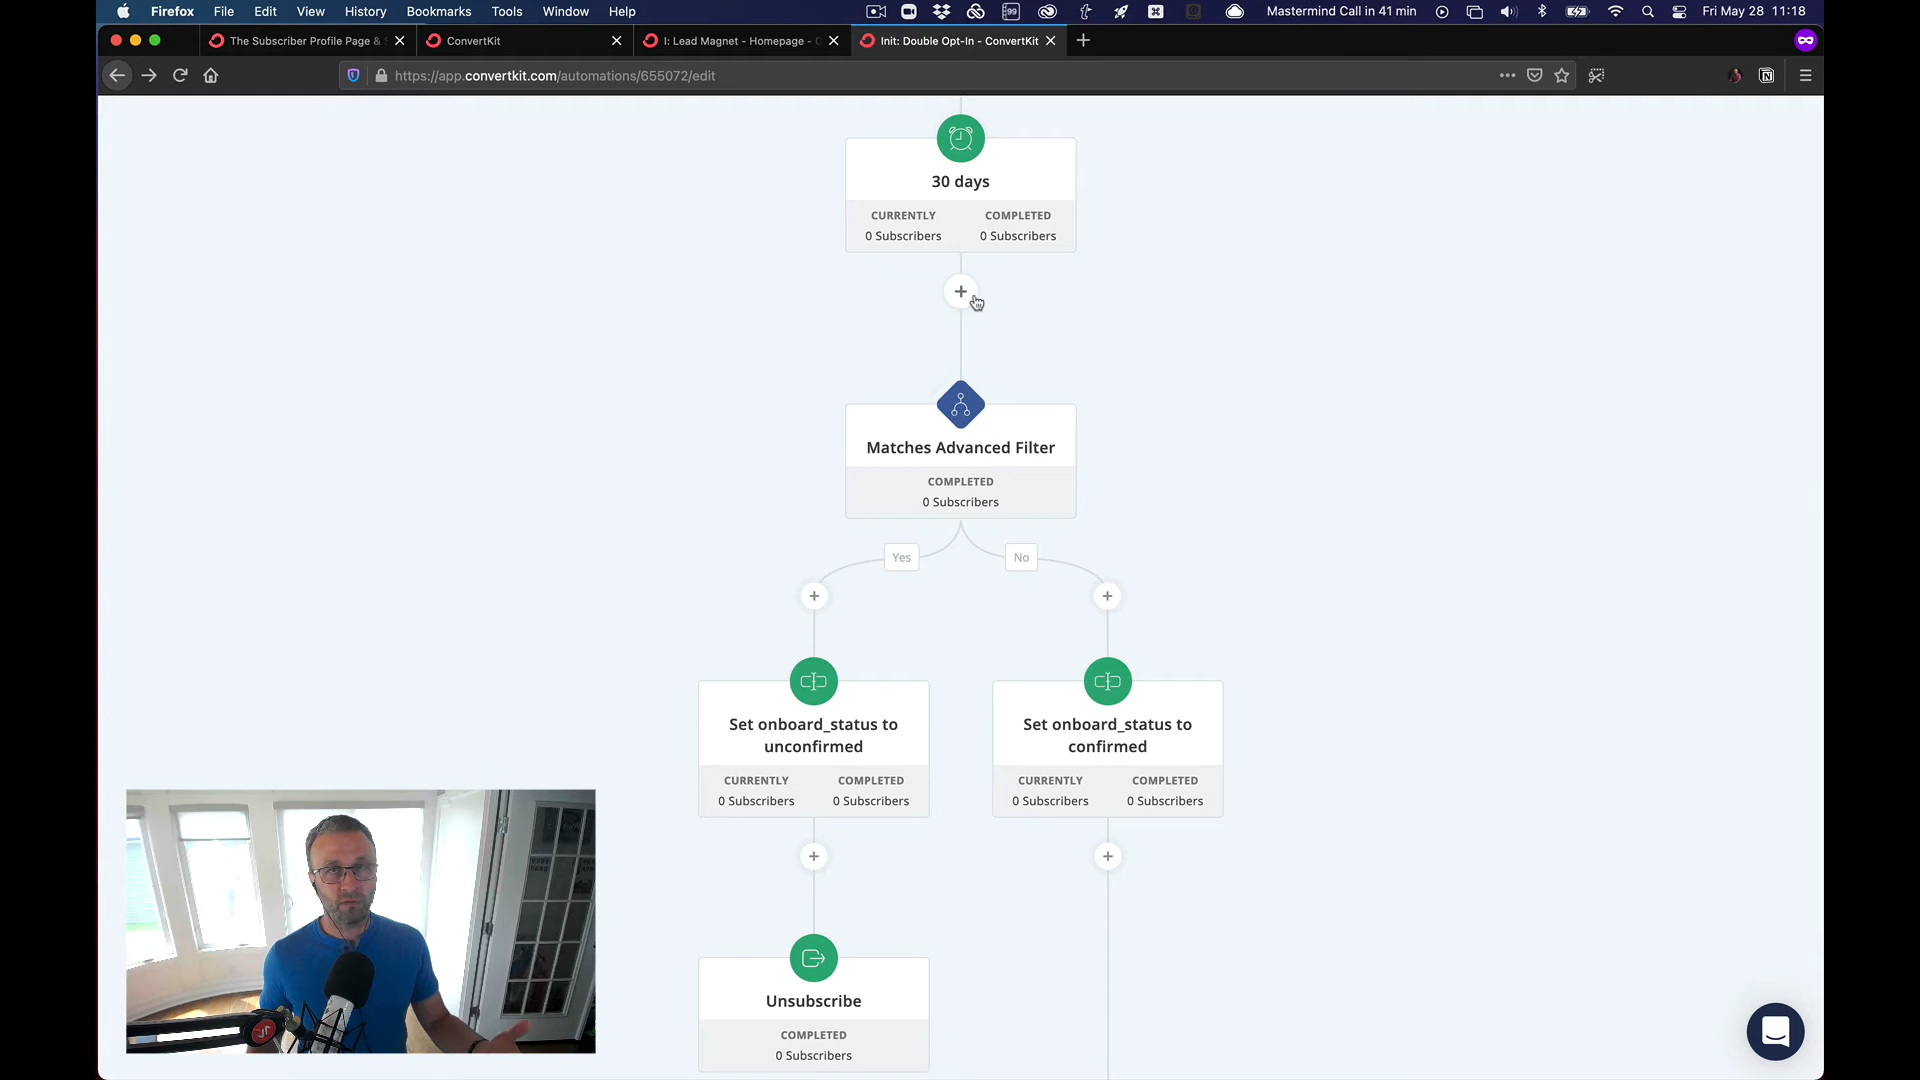 Firefox File Edit View History Bookmarks Tools Window Help
Mastermind Call in 41 min
Fri May 28 11:18
The Subscriber Profile Page &
ConvertKit
I: Lead Magnet - Homepage -
Init: Double Opt-In - ConvertKit
https://app.convertkit.com/automations/655072/edit
30 days
CURRENTLY COMPLETED
0 Subscribers 0 Subscribers
Matches Advanced Filter
COMPLETED
0 Subscribers
Yes No
Set onboard_status to
unconfirmed
CURRENTLY COMPLETED
0 Subscribers 0 Subscribers
Set onboard_status to
confirmed
CURRENTLY COMPLETED
0 Subscribers 0 Subscribers
Unsubscribe
COMPLETED
0 Subscribers